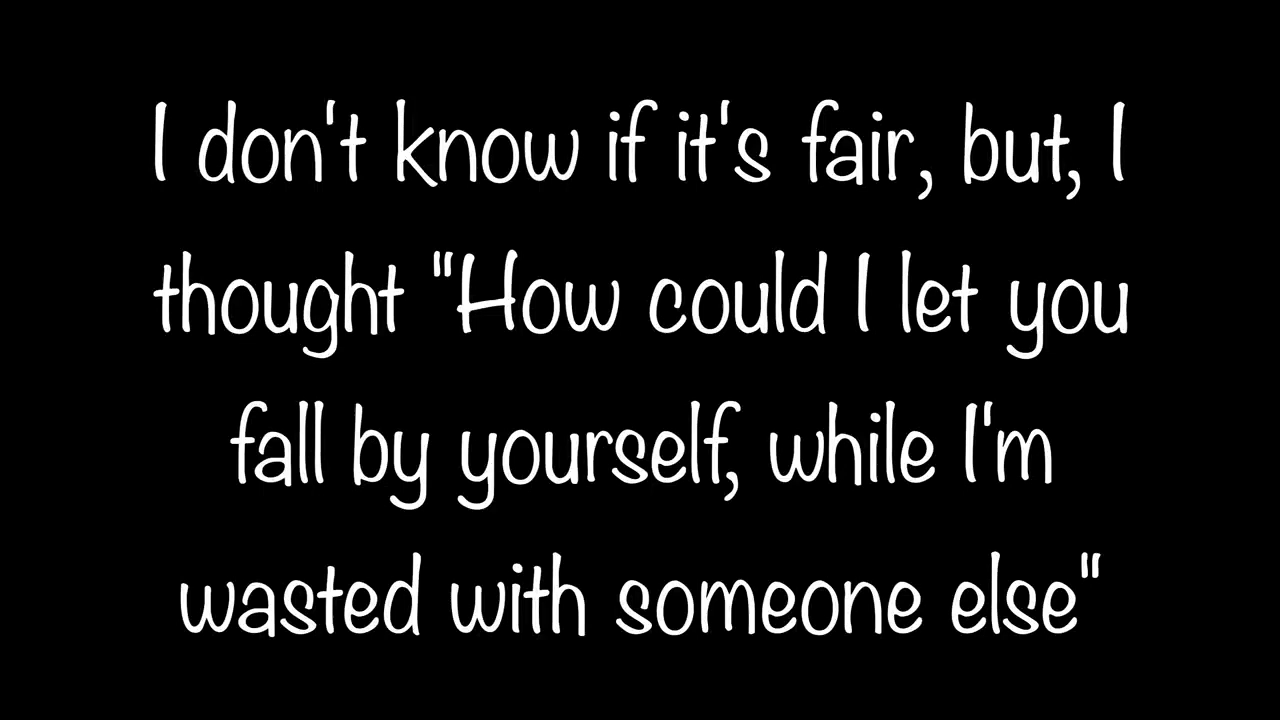 I don't know if it's fair, but, I
thought "How could I let you
fall by yourself, while I'm
wasted with someone else"